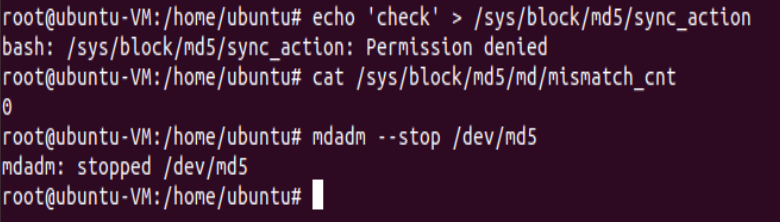 root@ubuntu-VM:/home/ubuntu# echo 'check' > /sys/block/md5/sync_action
bash: /sys/block/md5/sync_action: Permission denied
root@ubuntu-VM:/home/ubuntu# cat /sys/block/md5/md/mismatch_cnt
0
root@ubuntu-VM:/home/ubuntu# mdadm --stop /dev/md5
mdadm: stopped /dev/md5
root@ubuntu-VM:/home/ubuntu#